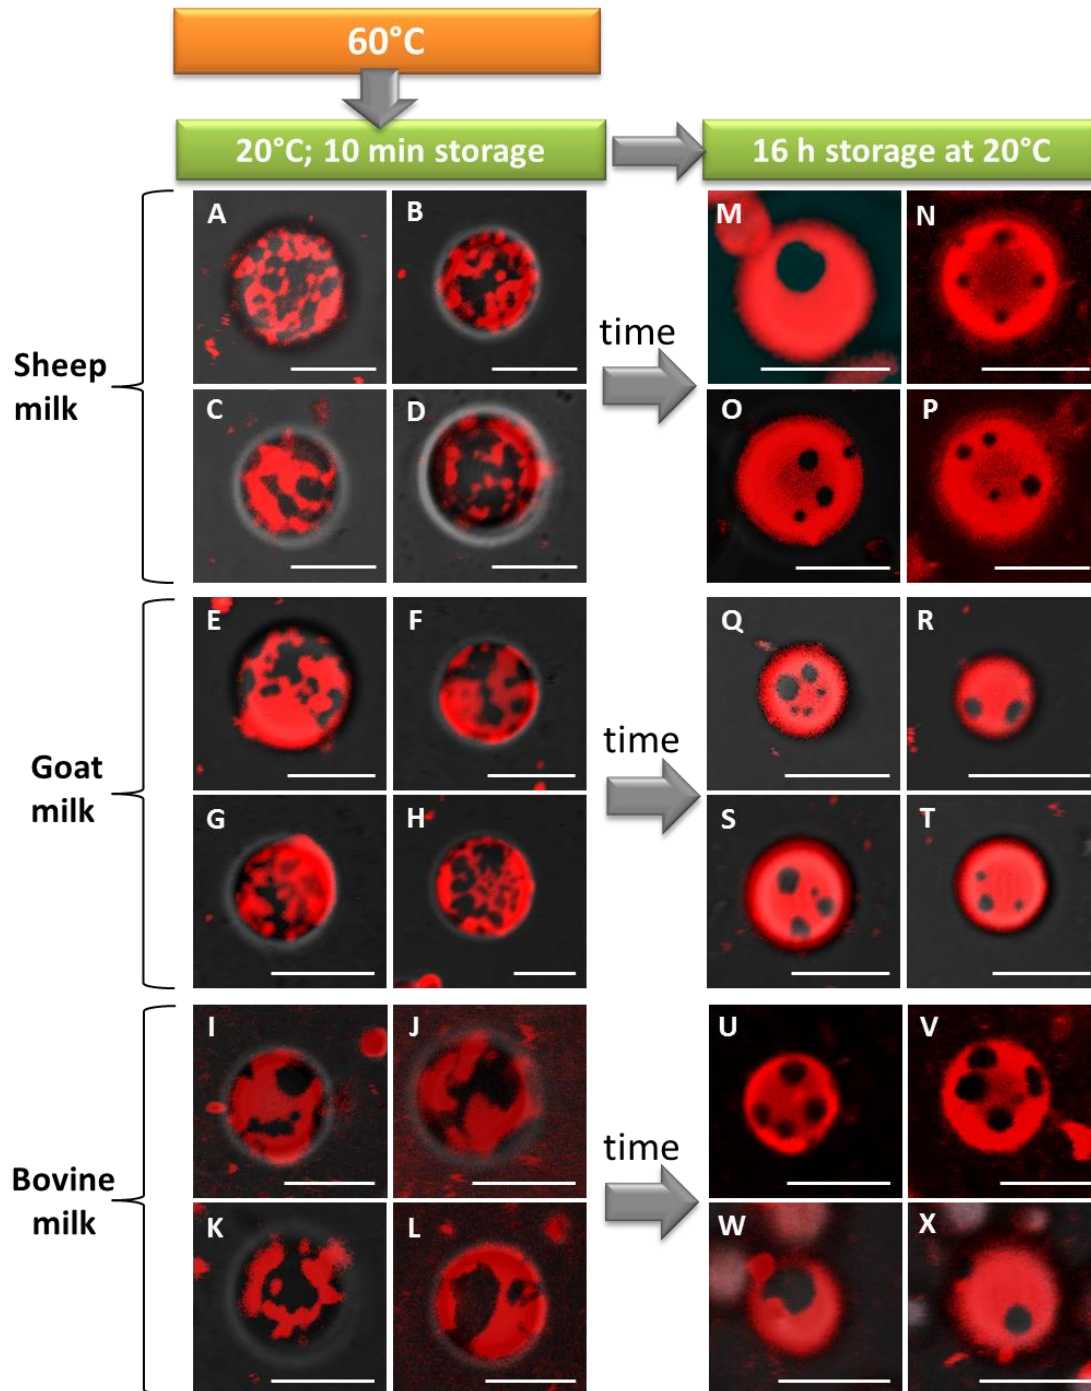 60°C
20°C; 10 min storage
16 h storage at 20°C
A
B
M
N
Sheep
milk
time
C
D
O
P
E
F
Q
R
Goat
milk
time
G
H
S
T
I
J
U
V
Bovine
milk
time
K
L
W
X